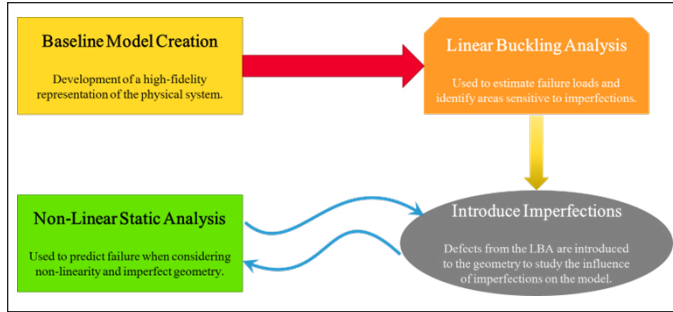 Baseline Model Creation
Development of a high-fidelity
representation of the physical system.
Linear Buckling Analysis
Used to estimate failure loads and
identify areas sensitive to imperfections.
Non-Linear Static Analysis
Used to predict failure when considering
non-linearity and imperfect geometry.
Introduce Imperfections
Defects from the LBA are introduced
to the geometry to study the influence
of imperfections on the model.